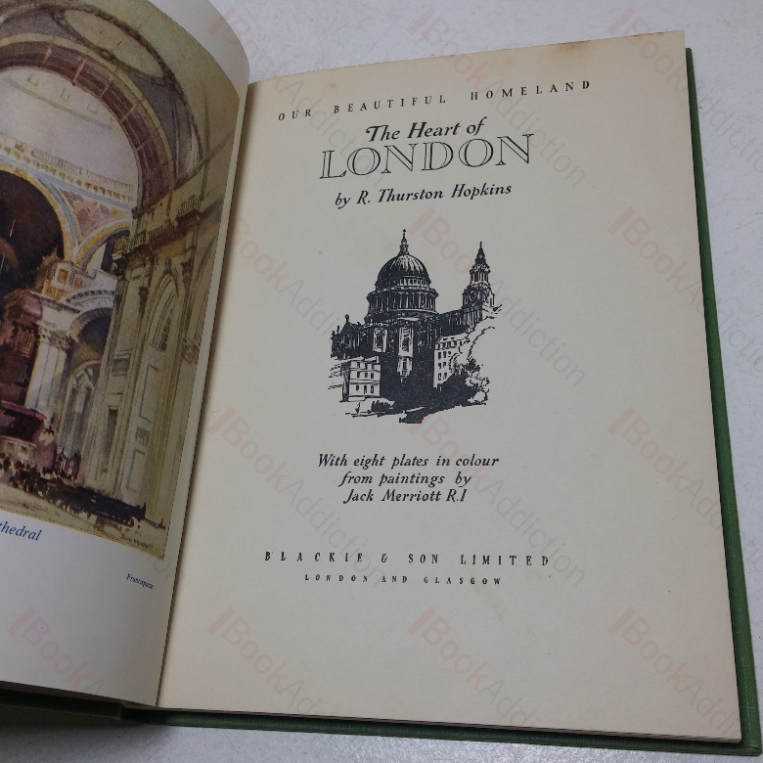 thedral
Frontispiece
OUR BEAUTIFUL HOMELAND
The Heart of
LONDON
by R. Thurston Hopkins
With eight plates in colour
from paintings by
Jack Merriott R.I
BLACKIE & SON LIMITED
LONDON AND GLASGOW
BookAddiction